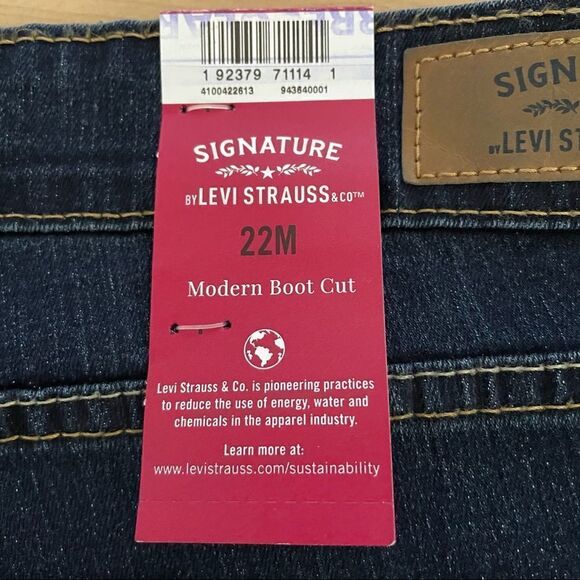 1 92379 71114 1
4100422613 943640001
SIGNATURE
BY LEVI STRAUSS & CO™
22M
Modern Boot Cut
Levi Strauss & Co. is pioneering practices
to reduce the use of energy, water and
chemicals in the apparel industry.
Learn more at:
www.levistrauss.com/sustainability
SIGNATURE
BY LEVI